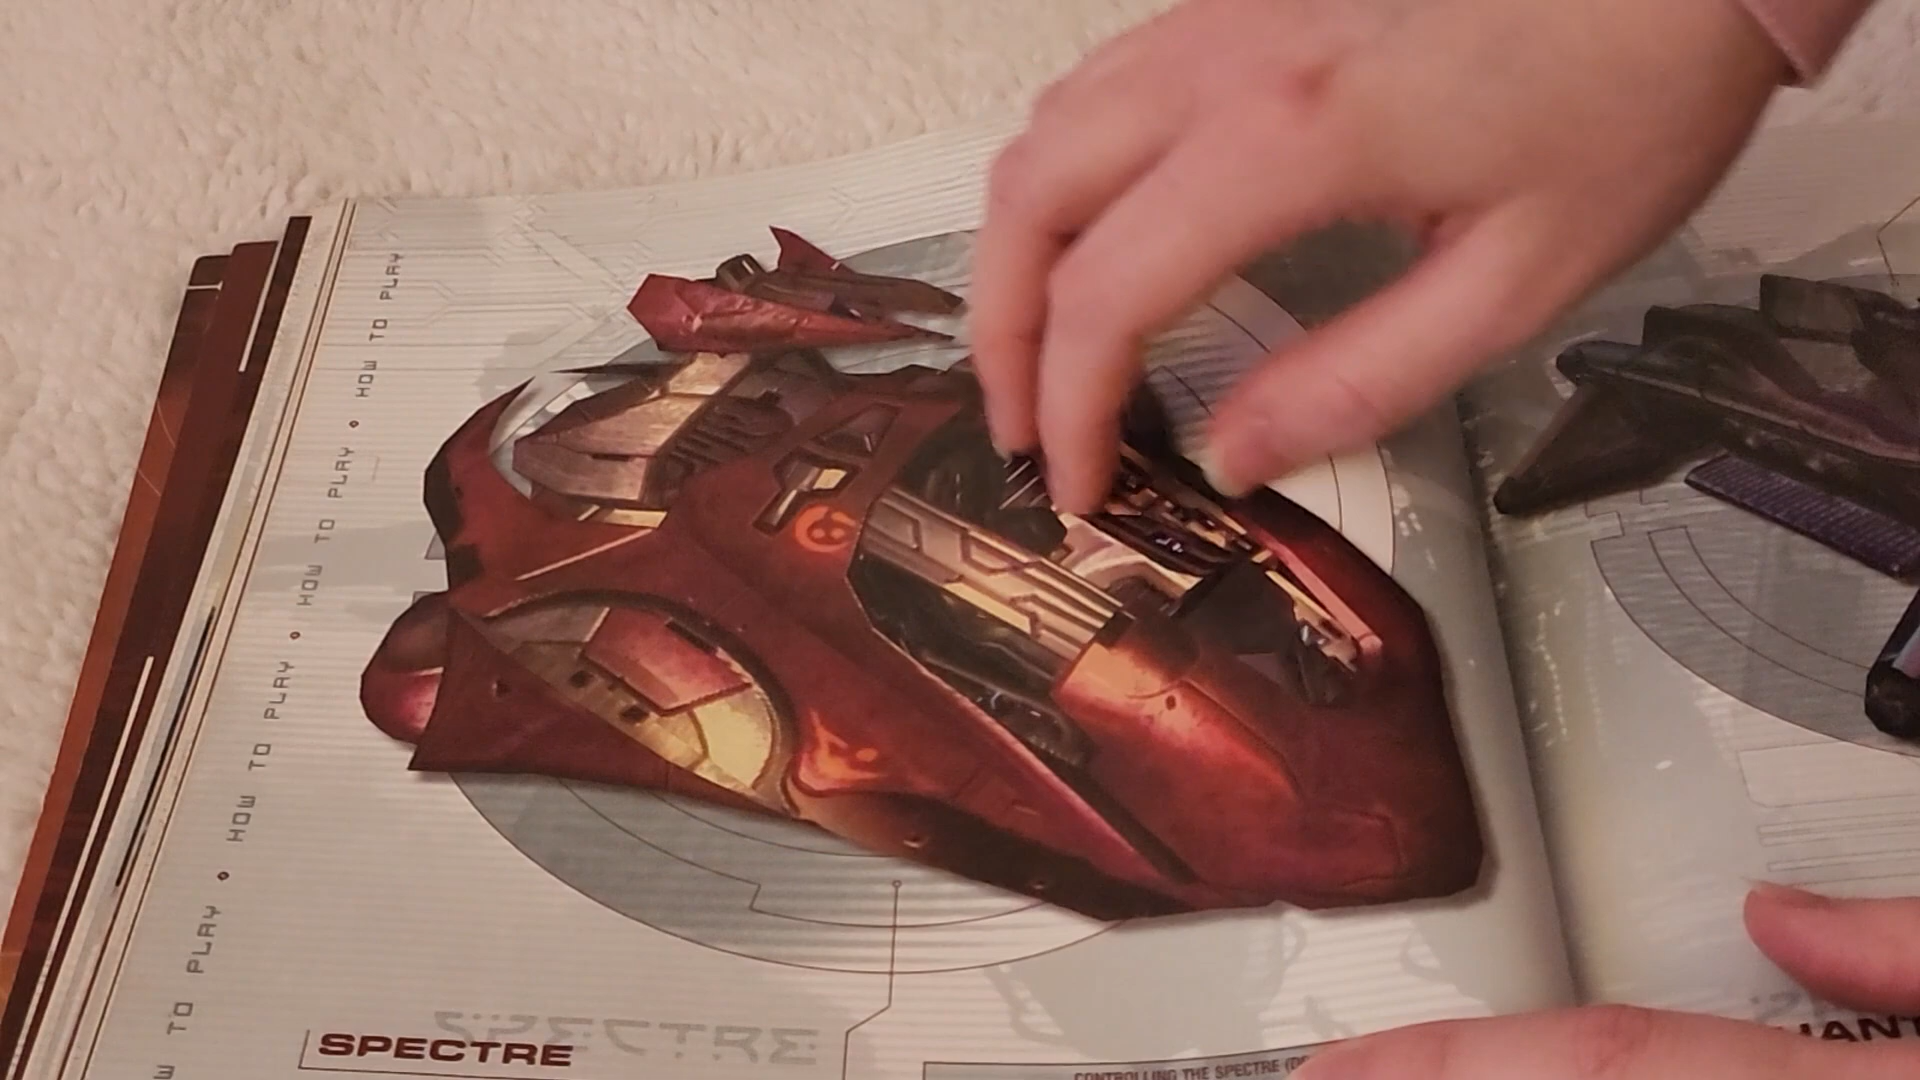 HOW TO PLAY • HOW TO PLAY • HOW TO PLAY • HOW TO PLAY • HOW TO PLAY
SPECTRE
SPECTRE
CONTROLLING THE SPECTRE